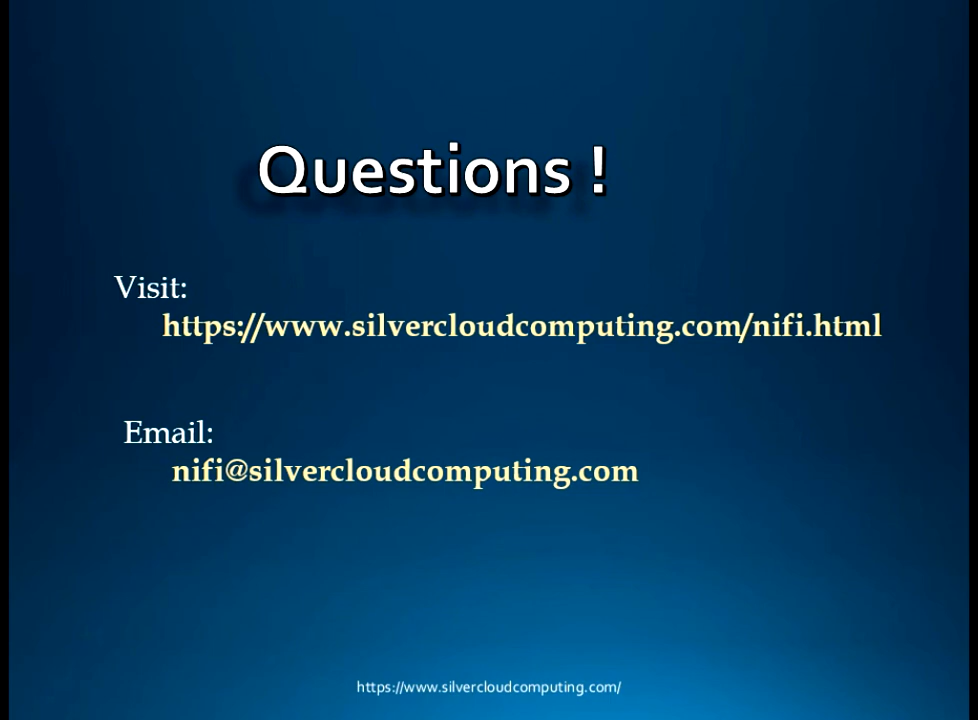 Questions !
Visit:
https://www.silvercloudcomputing.com/nifi.html
Email:
nifi@silvercloudcomputing.com
https://www.silvercloudcomputing.com/